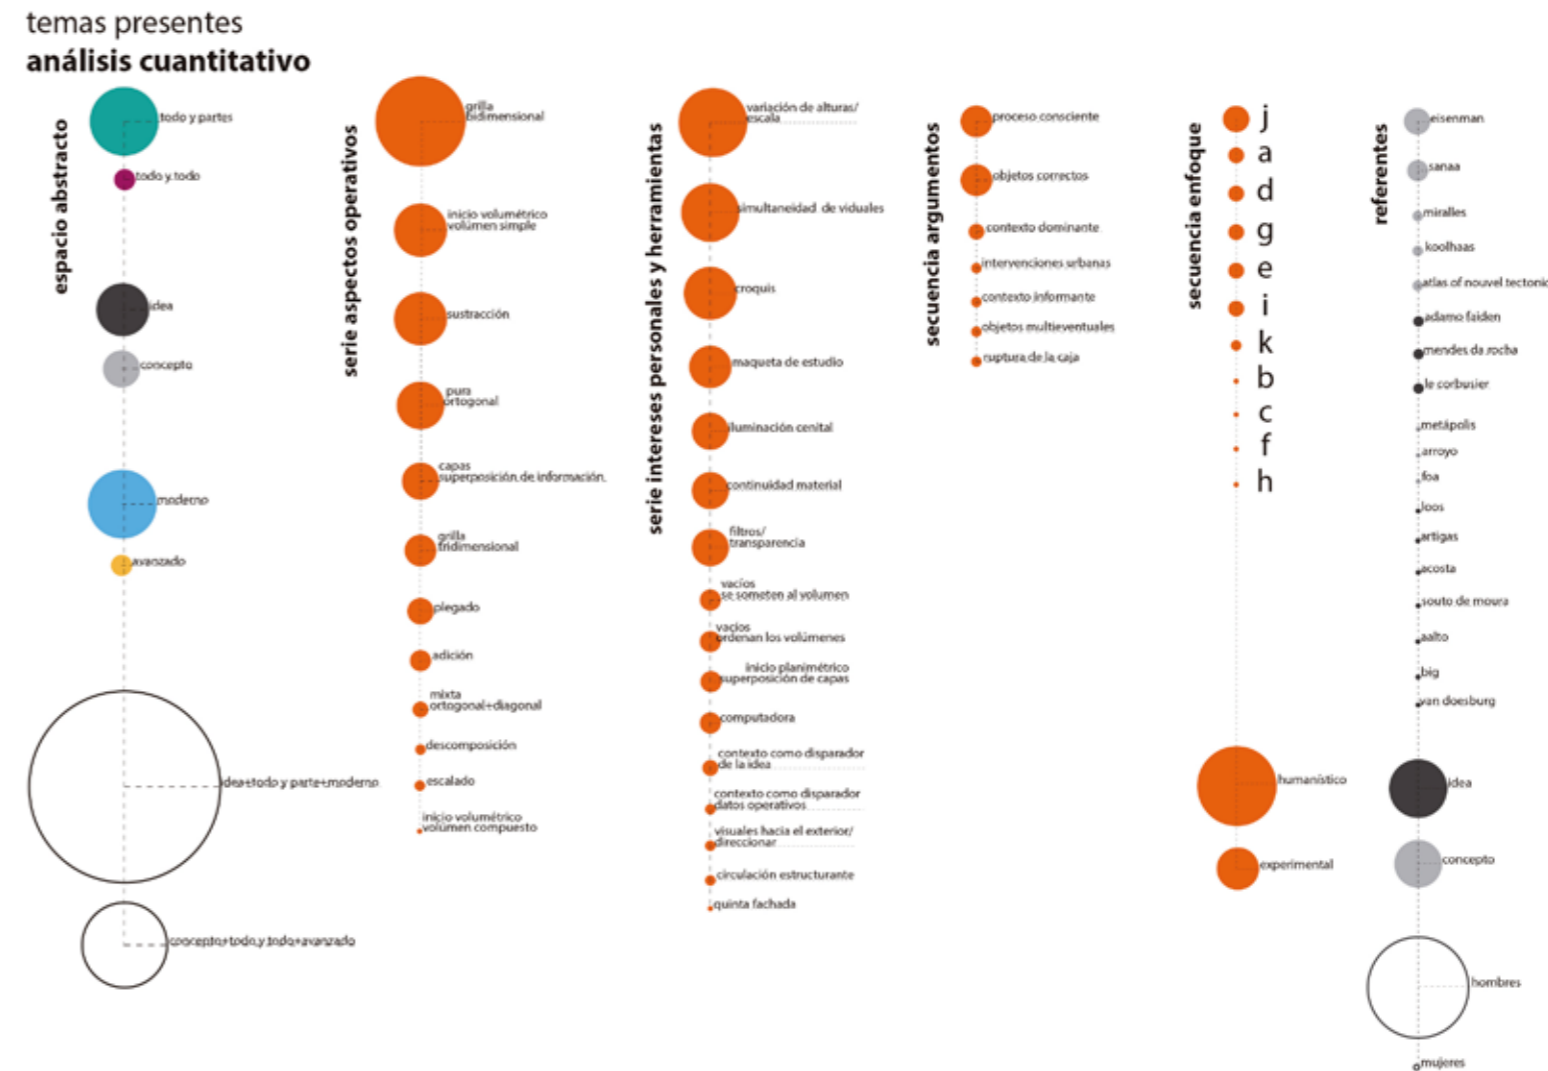 temas presentes
análisis cuantitativo
espacio abstracto
todo y partes
todo y todo
idea
concepto
moderno
avanzado
idea+todo y parte+moderno
concepto+todo y todo+avanzado
serie aspectos operativos
grilla
bidimensional
inicio volumétrico
volúmen simple
sustracción
pura
ortogonal
capas
superposición de información.
grilla
tridimensional
plegado
adición
mixta
ortogonal+diagonal
descomposición
escalado
inicio volumétrico
volúmen compuesto
serie intereses personales y herramientas
variación de alturas/
escala
simultaneidad de viduales
croquis
maqueta de estudio
iluminación cenital
continuidad material
filtros/
transparencia
vacíos
se someten al volumen
vacíos
ordenan los volúmenes
inicio planimétrico
superposición de capas
computadora
contexto como disparador
de la idea
contexto como disparador
datos operativos
visuales hacia el exterior/
direccionar
circulación estructurante
quinta fachada
secuencia argumentos
proceso consciente
objetos correctos
contexto dominante
intervenciones urbanas
contexto informante
objetos multieventuales
ruptura de la caja
secuencia enfoque
j
a
d
g
e
i
k
b
c
f
h
humanístico
experimental
referentes
eisenman
sanaa
miralles
koolhaas
atlas of nouvel tectonic
adamo faiden
mendes da rocha
le corbusier
metápolis
arroyo
foa
loos
artigas
acosta
souto de moura
aalto
big
van doesburg
idea
concepto
hombres
mujeres